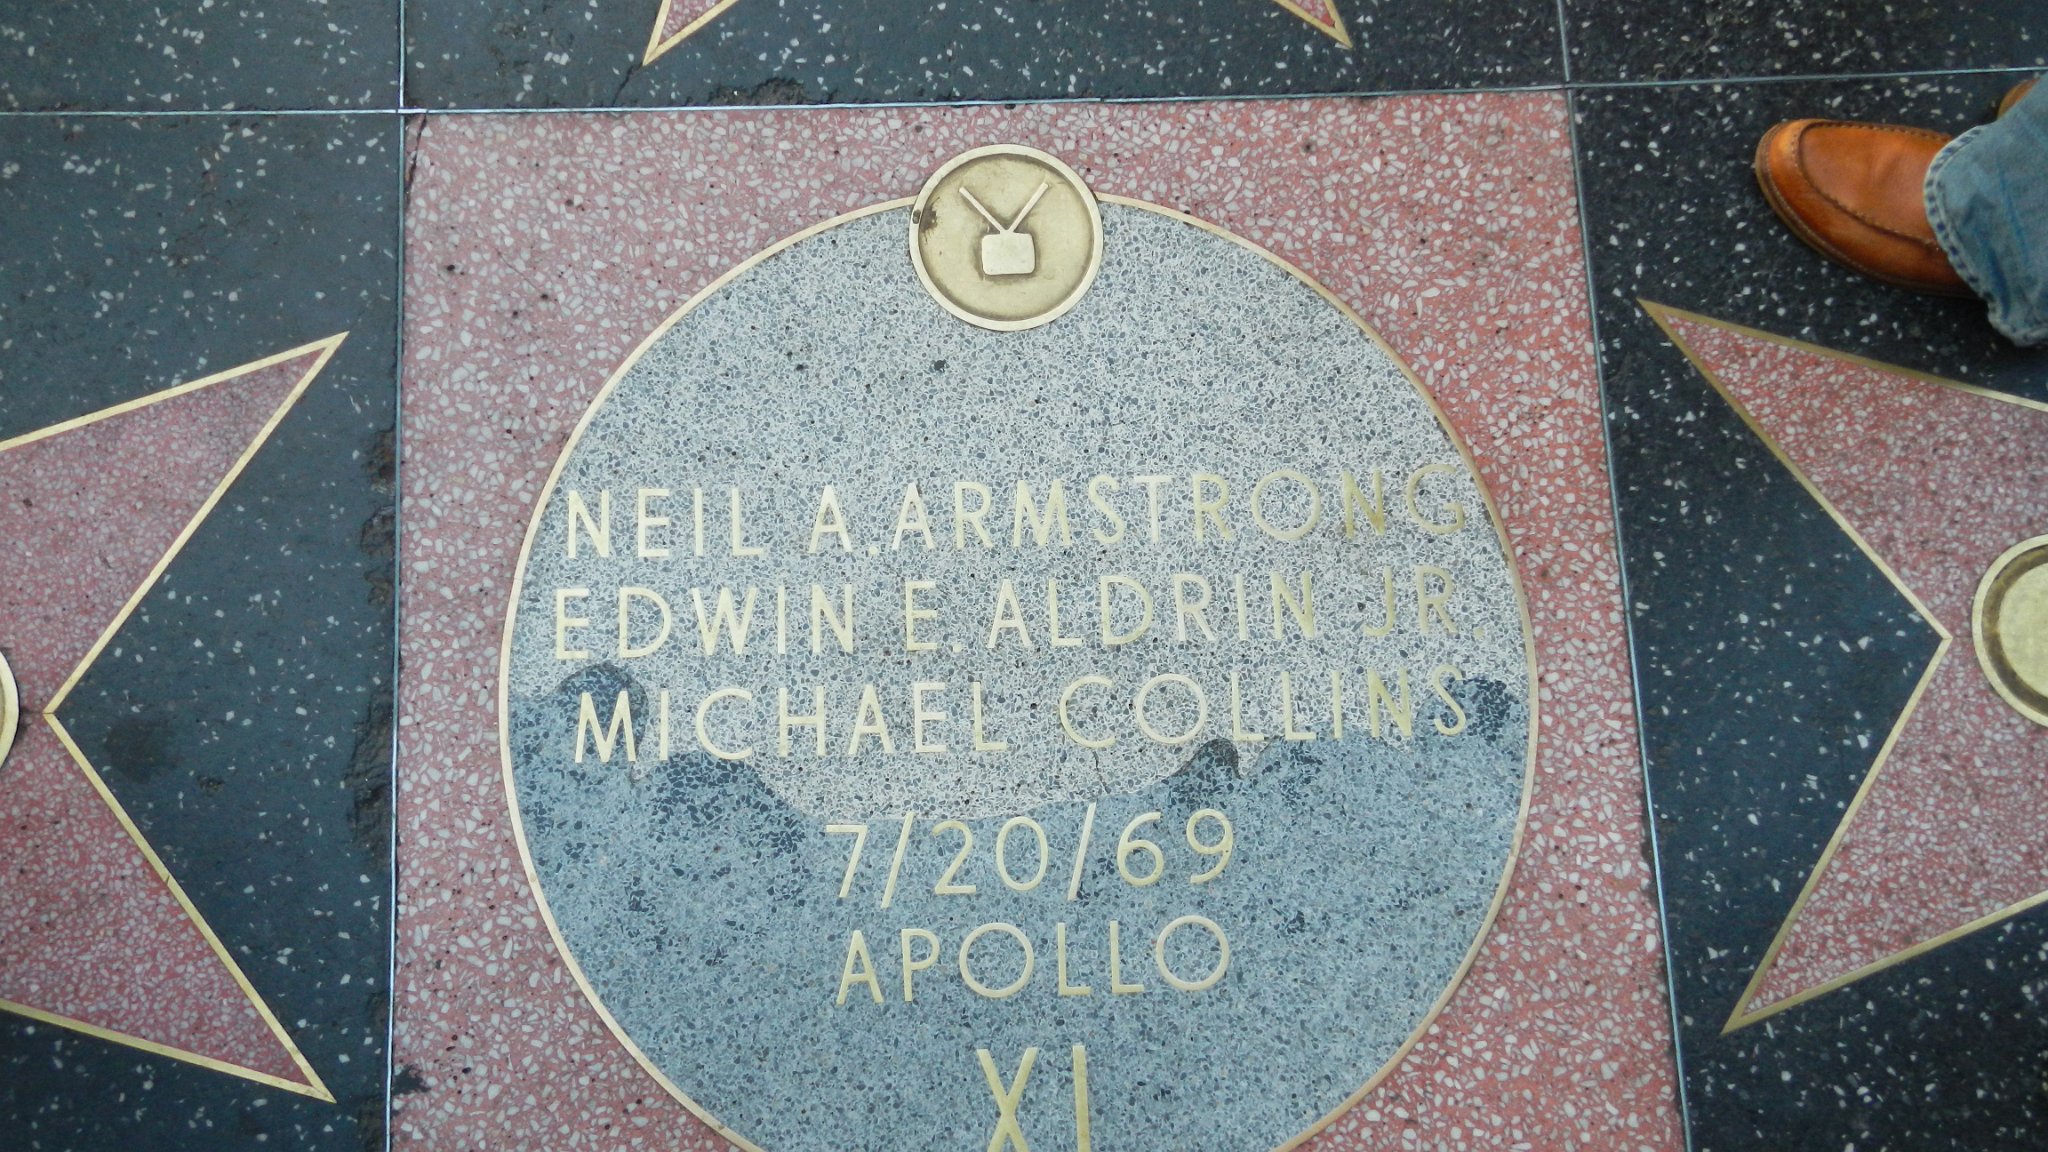 NEIL A. ARMSTRONG
EDWIN E. ALDRIN JR.
MICHAEL COLLINS
7/20/69
APOLLO
XI